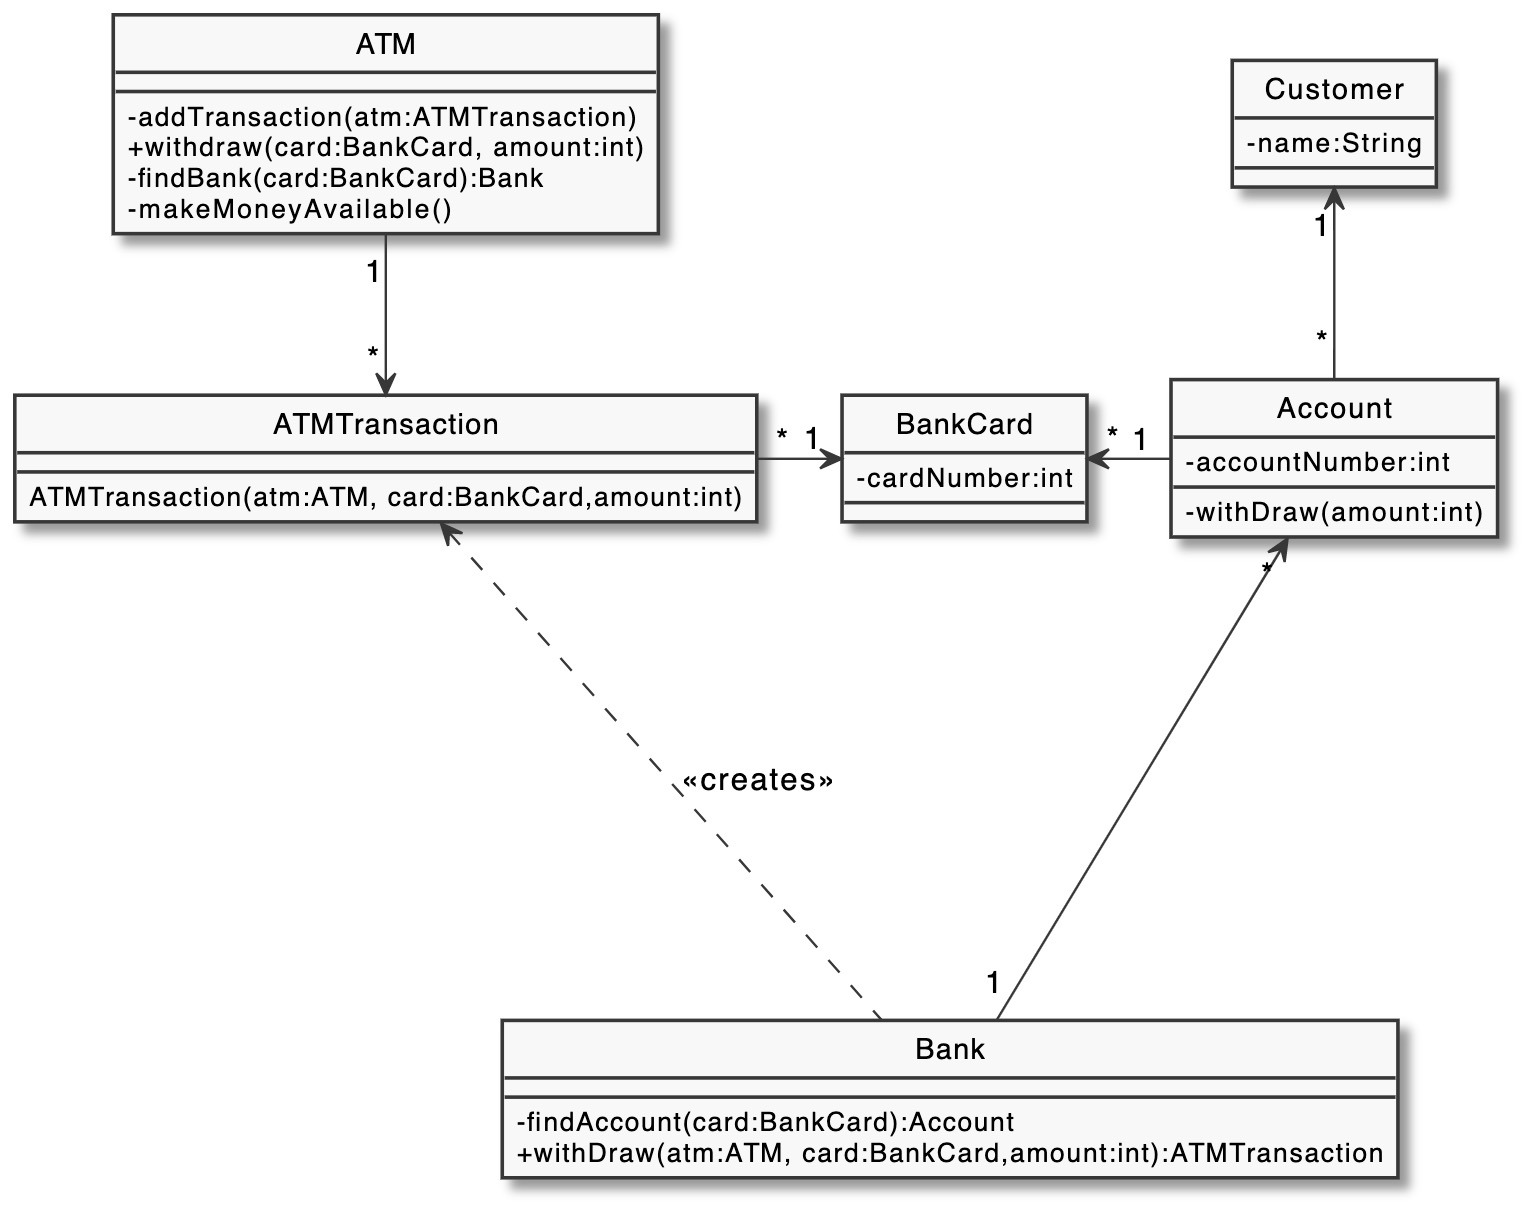 ATM
-addTransaction(atm:ATMTransaction)
+withdraw(card:BankCard, amount:int)
-findBank(card:BankCard):Bank
-makeMoneyAvailable()
Customer
-name:String
1
*
1
*
ATMTransaction
ATMTransaction(atm:ATM, card:BankCard,amount:int)
* 1
BankCard
-cardNumber:int
* 1
Account
-accountNumber:int
-withDraw(amount:int)
*
«creates»
1
Bank
-findAccount(card:BankCard):Account
+withDraw(atm:ATM, card:BankCard,amount:int):ATMTransaction